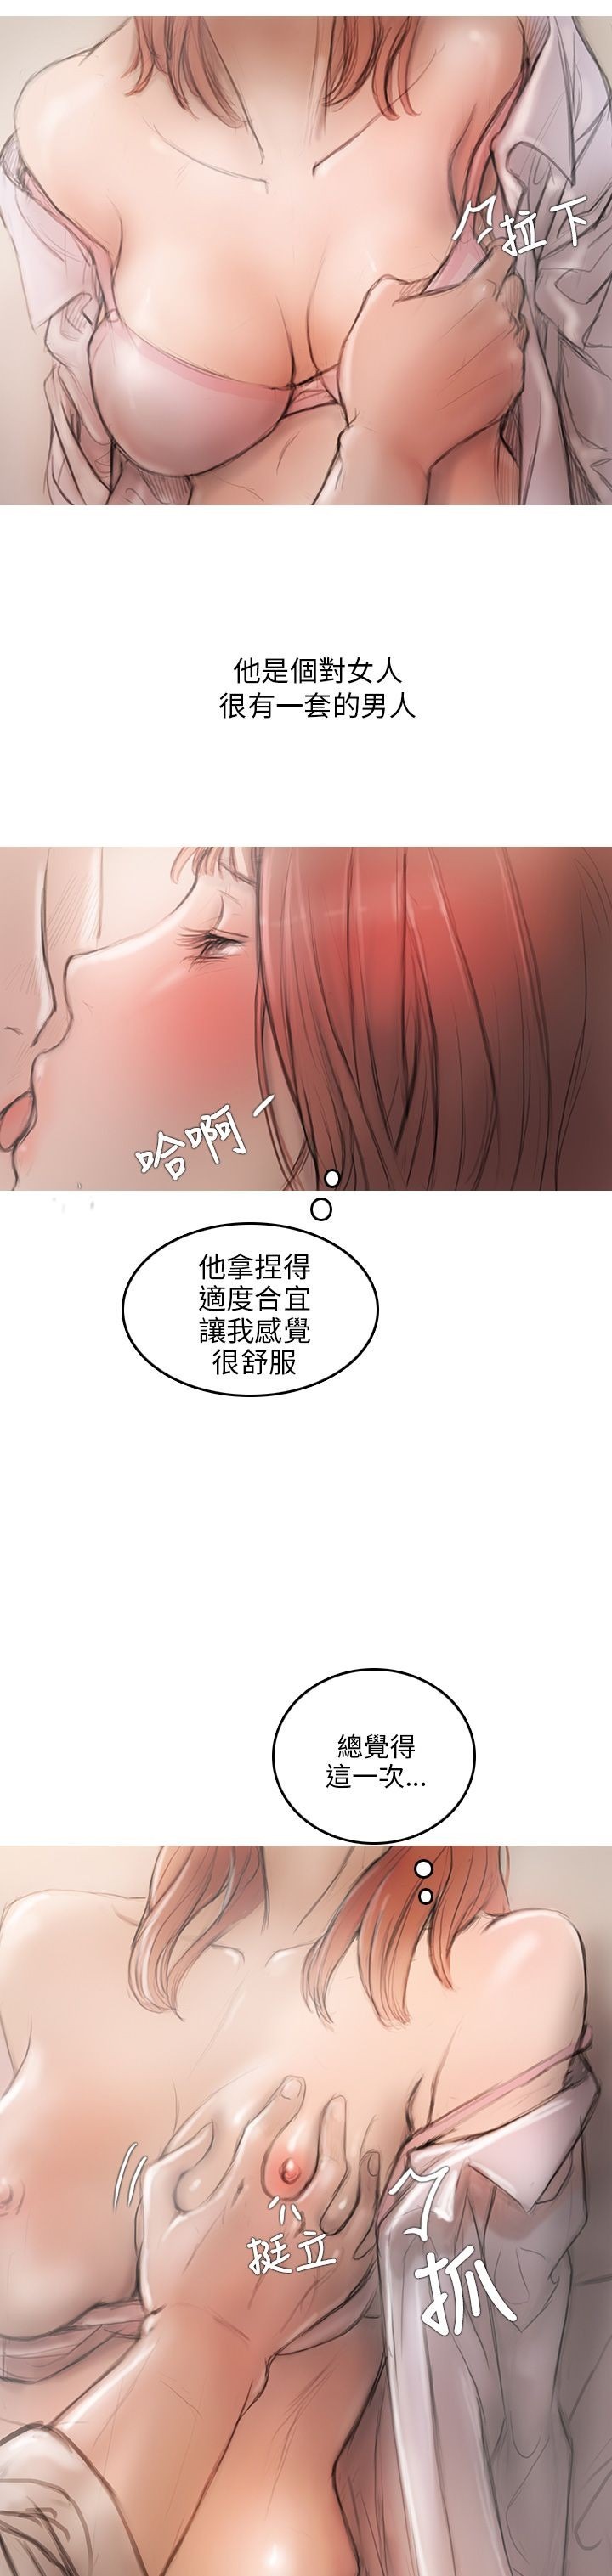 拉下
他是個對女人
很有一套的男人
哈啊
他拿捏得
適度合宜
讓我感覺
很舒服
總覺得
這一次...
挺立
抓